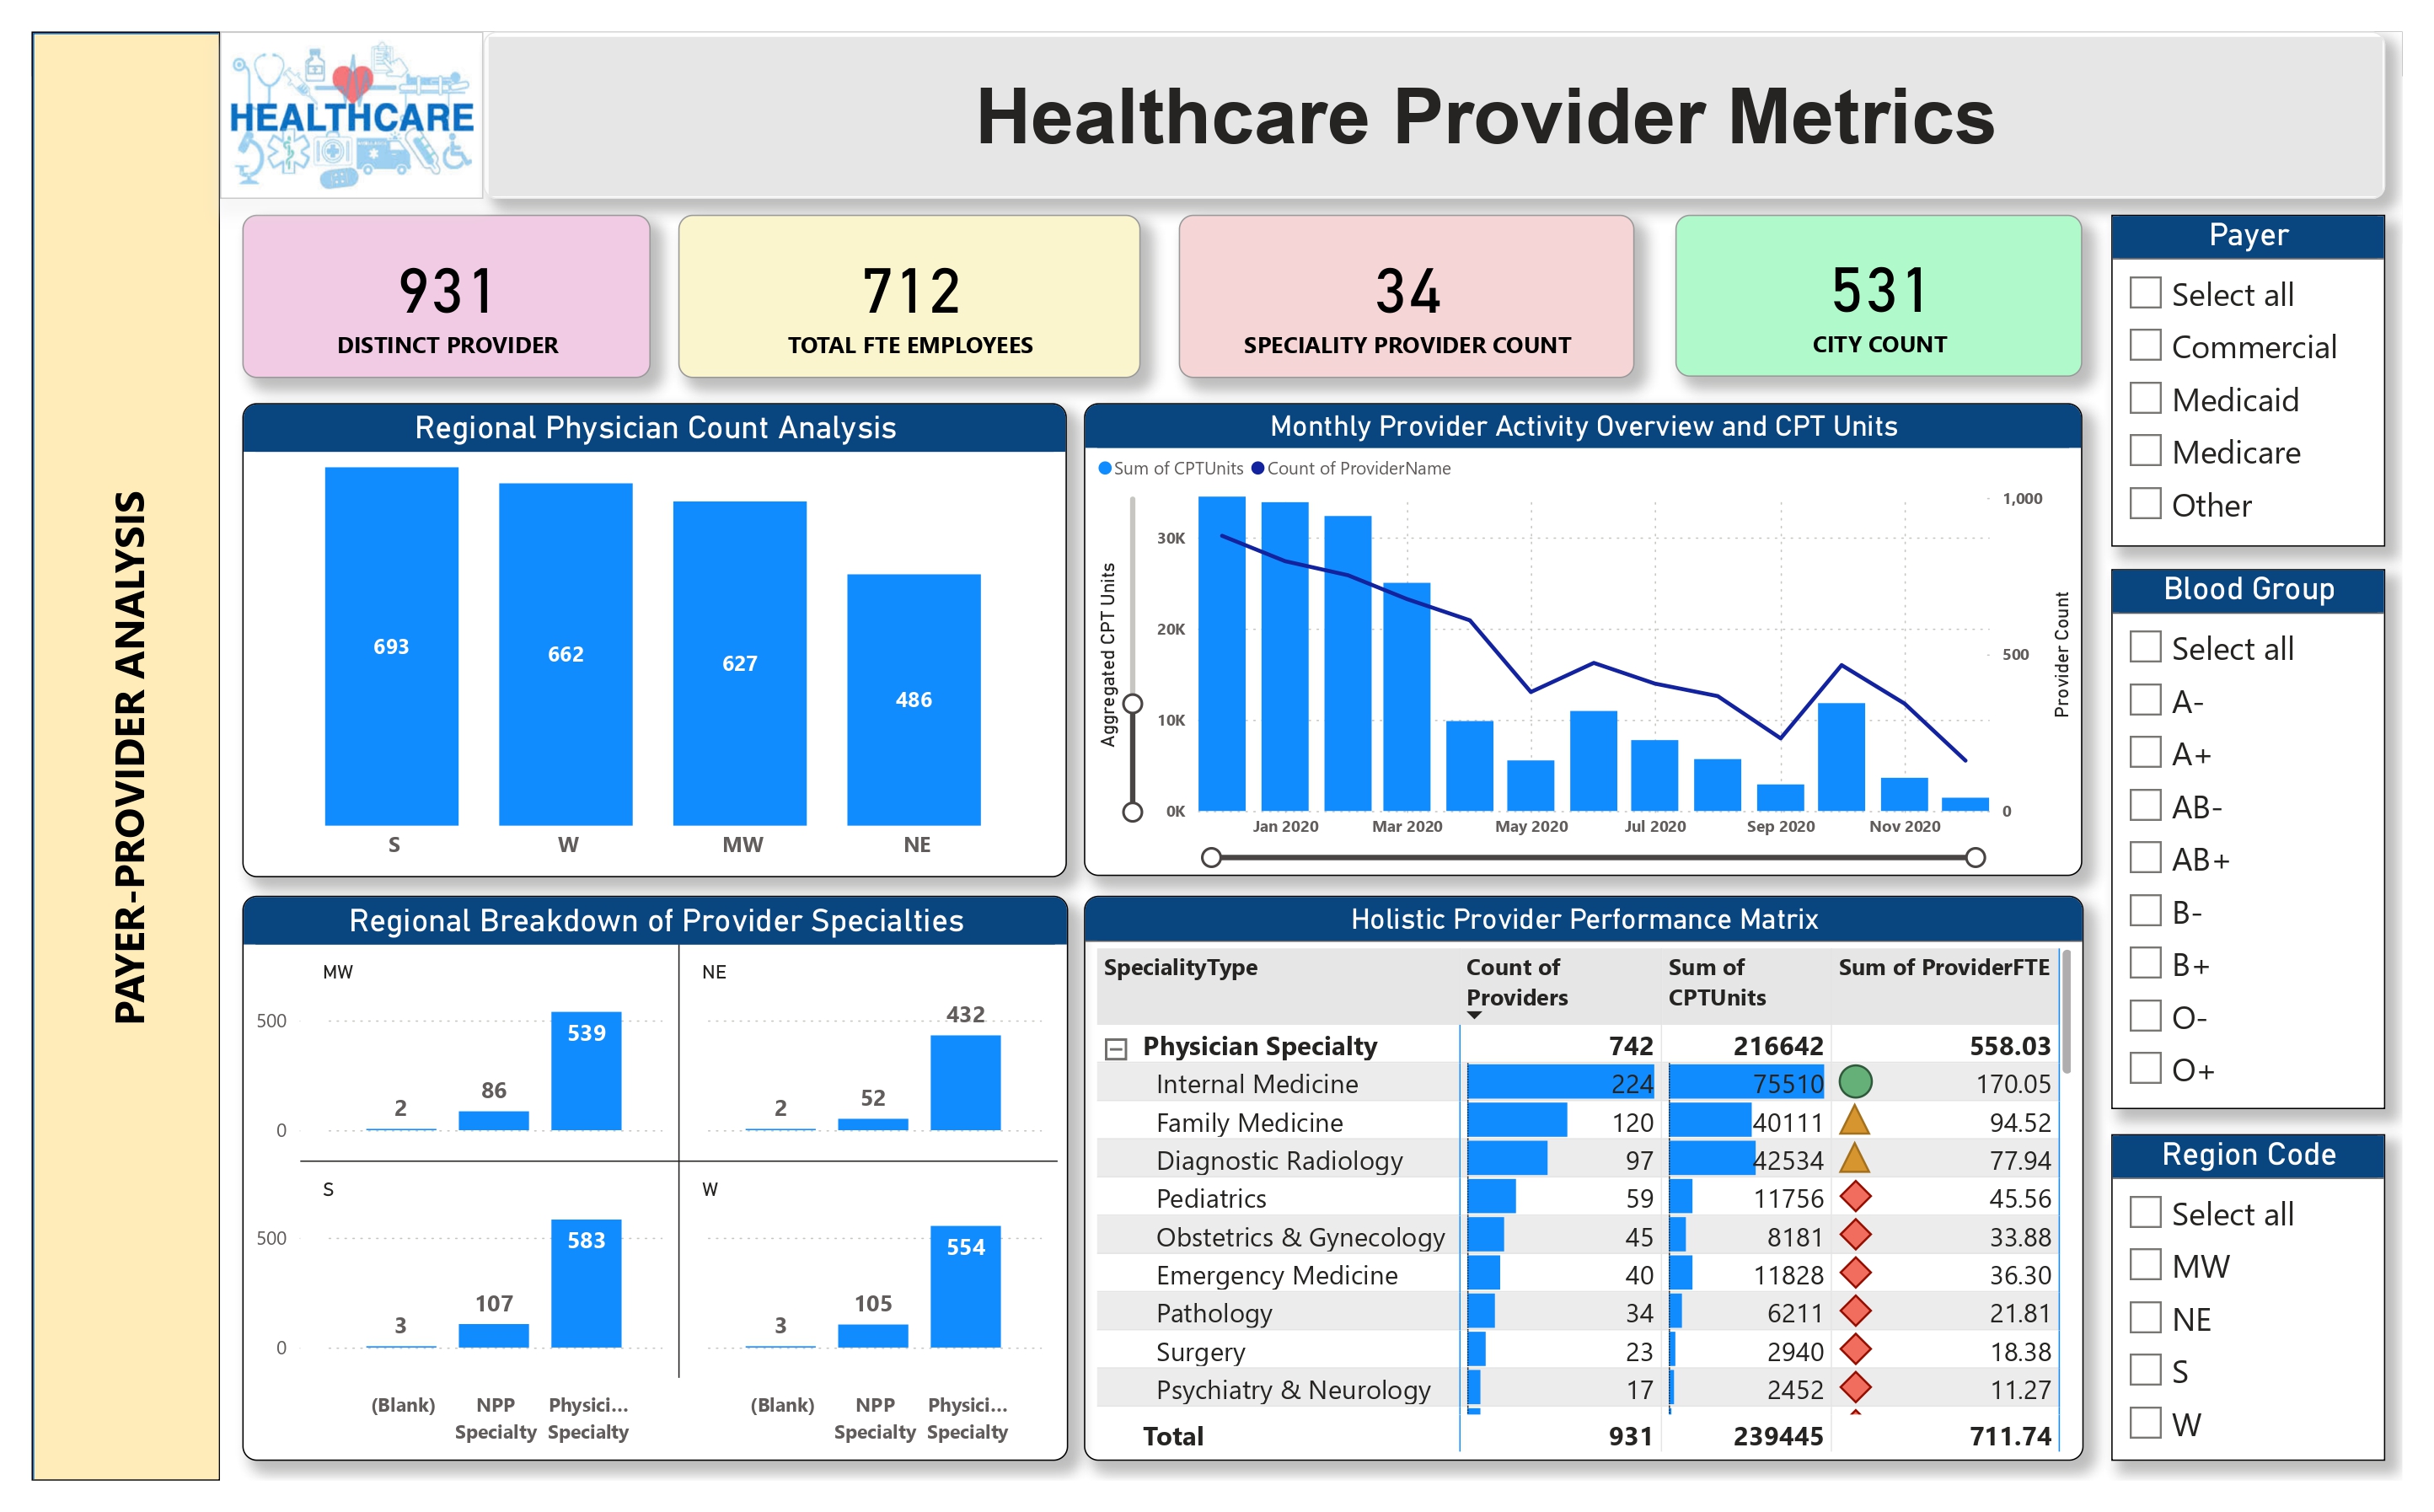 PAYER-PROVIDER ANALYSIS
HEALTHCARE
Healthcare Provider Metrics
931
DISTINCT PROVIDER
712
TOTAL FTE EMPLOYEES
34
SPECIALITY PROVIDER COUNT
531
CITY COUNT
Regional Physician Count Analysis
693
662
627
486
S
W
MW
NE
Monthly Provider Activity Overview and CPT Units
Sum of CPTUnits
Count of ProviderName
Aggregated CPT Units
30K
20K
10K
0K
1,000
500
0
Provider Count
Jan 2020
Mar 2020
May 2020
Jul 2020
Sep 2020
Nov 2020
Regional Breakdown of Provider Specialties
MW
500
0
2
86
539
NE
2
52
432
S
500
0
3
107
583
W
3
105
554
(Blank)
NPP
Specialty
Physici...
Specialty
(Blank)
NPP
Specialty
Physici...
Specialty
Holistic Provider Performance Matrix
SpecialityType
Count of
Providers
Sum of
CPTUnits
Sum of ProviderFTE
Physician Specialty 742 216642 558.03
Internal Medicine 224 75510 170.05
Family Medicine 120 40111 94.52
Diagnostic Radiology 97 42534 77.94
Pediatrics 59 11756 45.56
Obstetrics & Gynecology 45 8181 33.88
Emergency Medicine 40 11828 36.30
Pathology 34 6211 21.81
Surgery 23 2940 18.38
Psychiatry & Neurology 17 2452 11.27
Total 931 239445 711.74
Payer
Select all
Commercial
Medicaid
Medicare
Other
Blood Group
Select all
A-
A+
AB-
AB+
B-
B+
O-
O+
Region Code
Select all
MW
NE
S
W